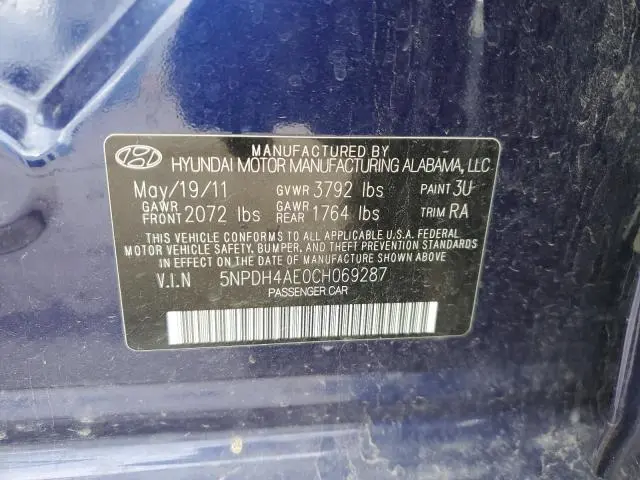 MANUFACTURED BY
HYUNDAI MOTOR MANUFACTURING ALABAMA, LLC
May/19/11 GVWR 3792 lbs PAINT 3U
GAWR FRONT 2072 lbs GAWR REAR 1764 lbs TRIM RA
THIS VEHICLE CONFORMS TO ALL APPLICABLE U.S.A. FEDERAL
MOTOR VEHICLE SAFETY, BUMPER, AND THEFT PREVENTION
STANDARDS IN EFFECT ON THE DATE OF MANUFACTURE SHOWN ABOVE
V.I.N 5NPDH4AE0CH069287
PASSENGER CAR